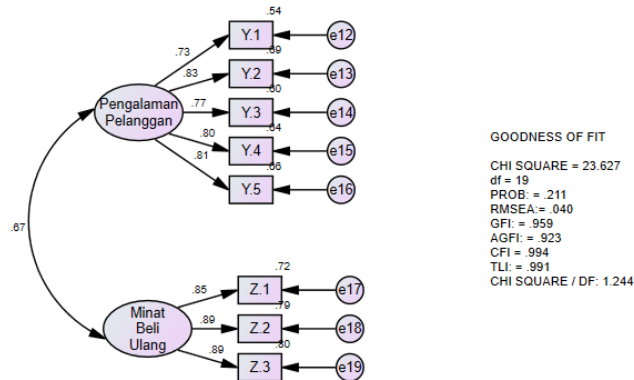 .54
.73
Y.1
e12
.69
.83
Y.2
e13
.60
Pengalaman
Pelanggan
.77
Y.3
e14
.64
.80
Y.4
e15
.66
.81
Y.5
e16
.67
.72
.85
Z.1
e17
.79
Minat
Beli
Ulang
.89
Z.2
e18
.80
.89
Z.3
e19
GOODNESS OF FIT
CHI SQUARE = 23.627
df = 19
PROB: = .211
RMSEA:= .040
GFI: = .959
AGFI: = .923
CFI = .994
TLI: = .991
CHI SQUARE / DF: 1.244